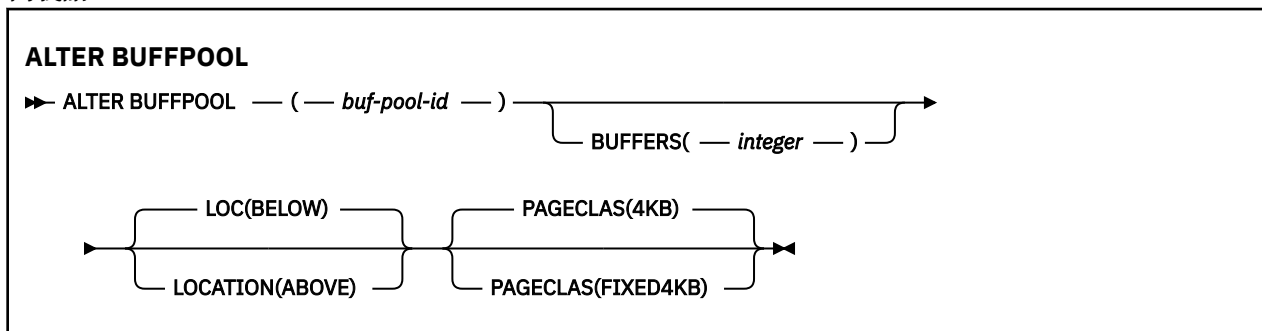 ALTER BUFFPOOL
ALTER BUFFPOOL ( buf-pool-id )
BUFFERS( integer )
LOC(BELOW) PAGECLAS(4KB)
LOCATION(ABOVE) PAGECLAS(FIXED4KB)